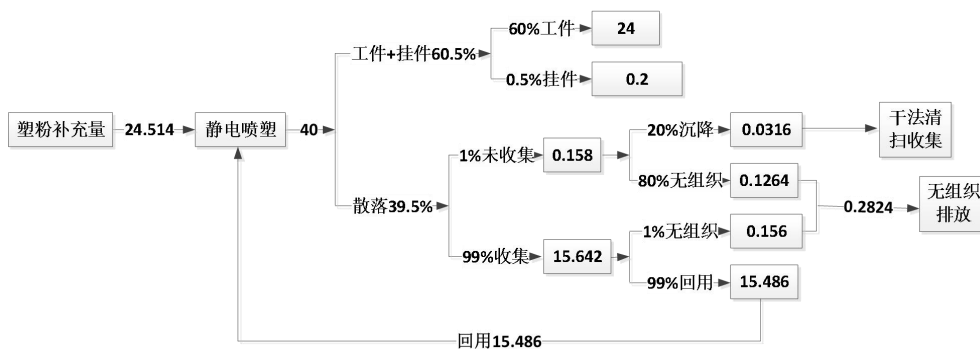 60%工件
24
工件+挂件60.5%
0.5%挂件
0.2
塑粉补充量
24.514
静电喷塑
40
20%沉降
0.0316
干法清
扫收集
1%未收集
0.158
80%无组织
0.1264
散落39.5%
0.2824
无组织
排放
1%无组织
0.156
99%收集
15.642
99%回用
15.486
回用15.486